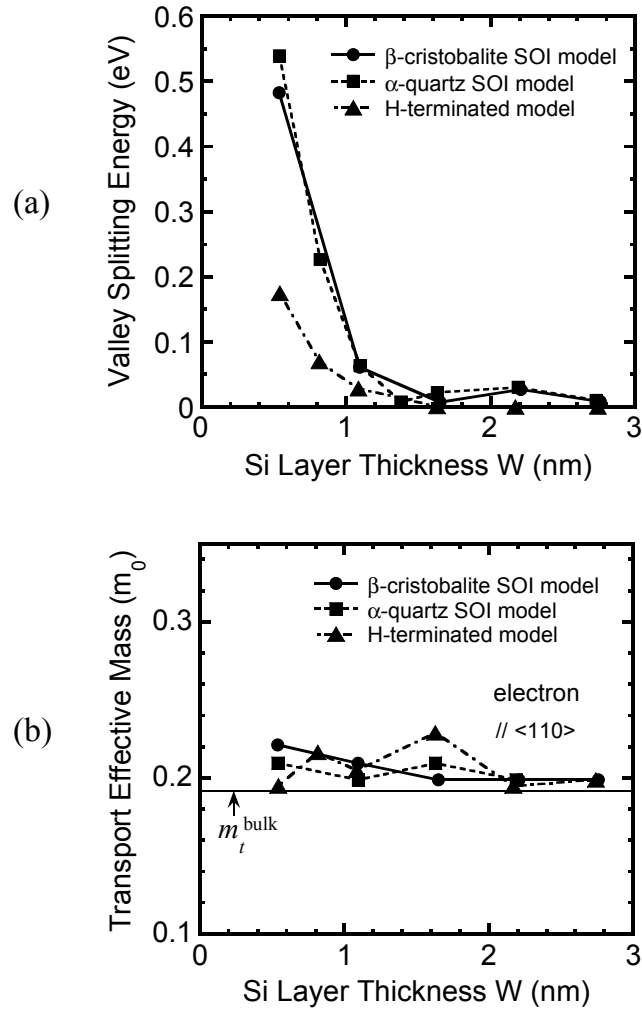 (a)
Valley Splitting Energy (eV)
0.6
0.5
0.4
0.3
0.2
0.1
0
β-cristobalite SOI model
α-quartz SOI model
H-terminated model
0 1 2 3
Si Layer Thickness W (nm)
(b)
Transport Effective Mass (m0)
0.3
0.2
0.1
β-cristobalite SOI model
α-quartz SOI model
H-terminated model
electron
// <110>
mt bulk
0 1 2 3
Si Layer Thickness W (nm)